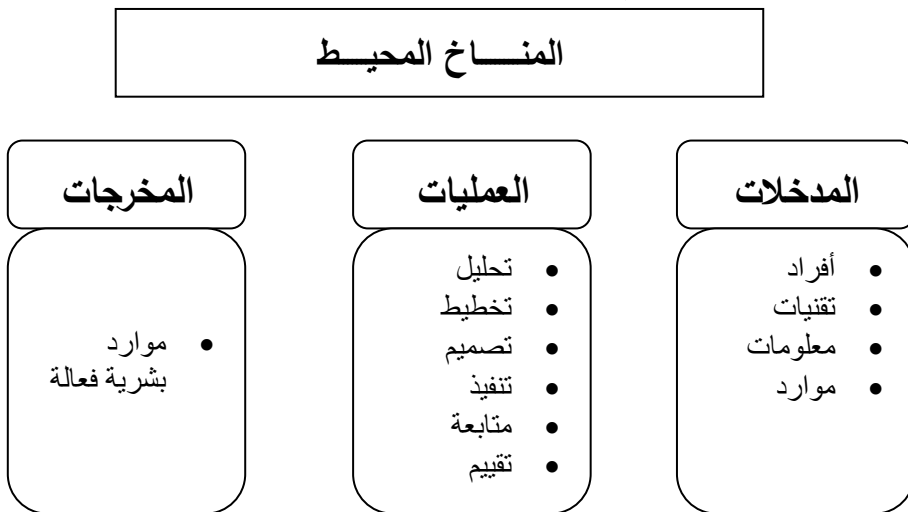 المنـــــاخ المحيـــط
المدخلات
• أفراد
• تقنيات
• معلومات
• موارد
العمليات
• تحليل
• تخطيط
• تصميم
• تنفيذ
• متابعة
• تقييم
المخرجات
• موارد
بشرية فعالة